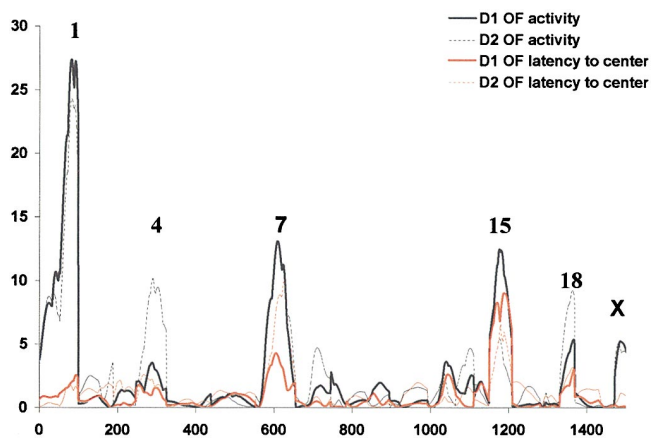 30
1
D1 OF activity
D2 OF activity
D1 OF latency to center
D2 OF latency to center
25
20
15
4
7
15
10
18
X
5
0
0 200 400 600 800 1000 1200 1400